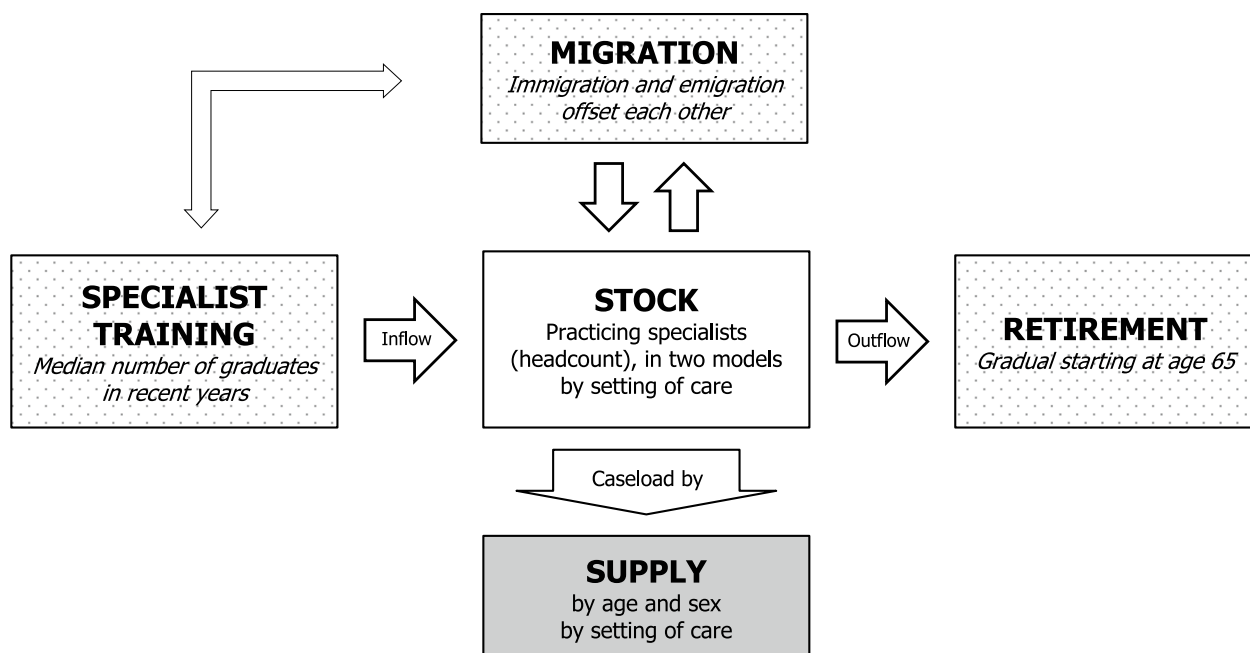 MIGRATION
Immigration and emigration
offset each other
SPECIALIST
TRAINING
Median number of graduates
in recent years
Inflow
STOCK
Practicing specialists
(headcount), in two models
by setting of care
Outflow
RETIREMENT
Gradual starting at age 65
Caseload by
SUPPLY
by age and sex
by setting of care